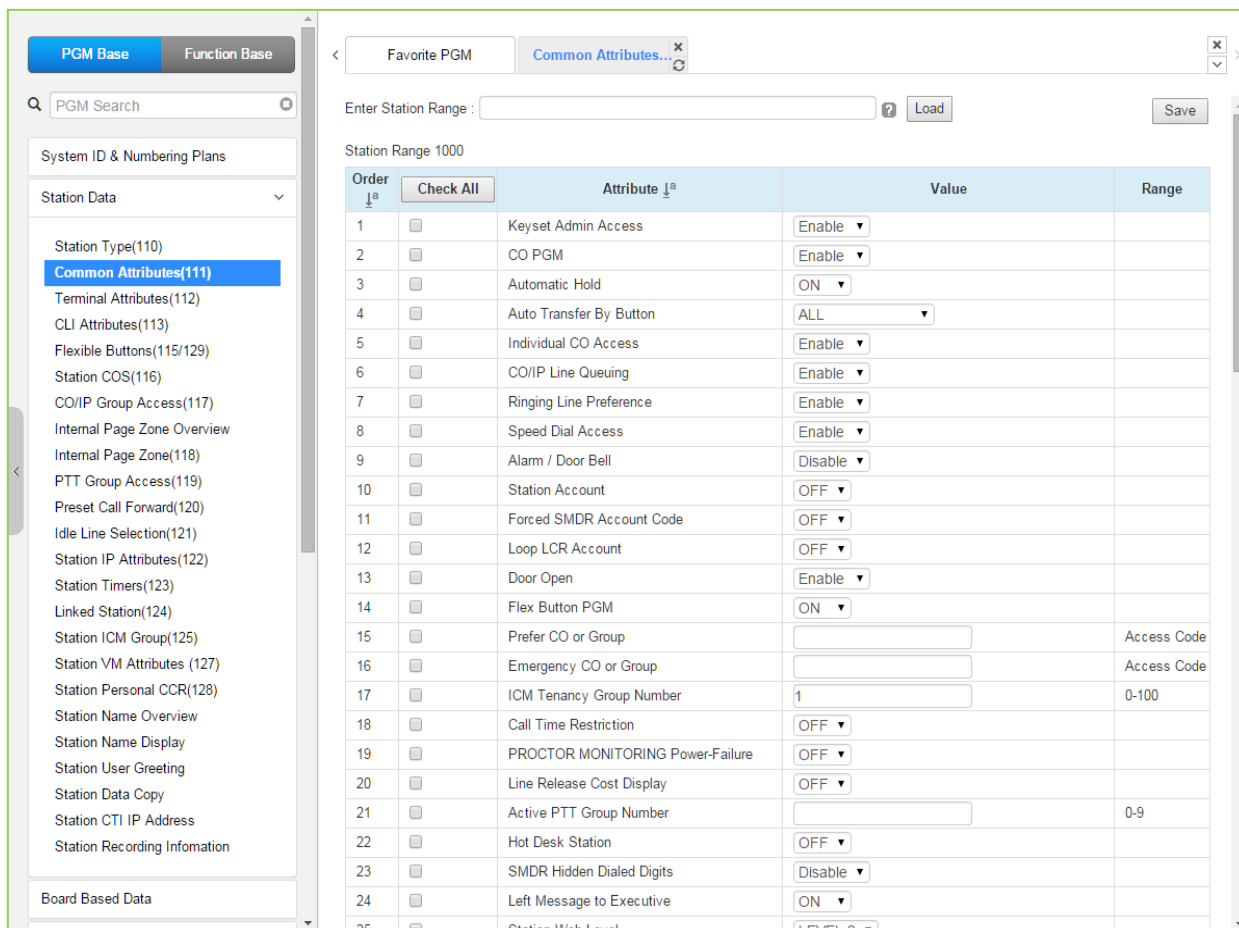 PGM Base
Function Base
PGM Search
System ID & Numbering Plans
Station Data
Station Type(110)
Common Attributes(111)
Terminal Attributes(112)
CLI Attributes(113)
Flexible Buttons(115/129)
Station COS(116)
CO/IP Group Access(117)
Internal Page Zone Overview
Internal Page Zone(118)
PTT Group Access(119)
Preset Call Forward(120)
Idle Line Selection(121)
Station IP Attributes(122)
Station Timers(123)
Linked Station(124)
Station ICM Group(125)
Station VM Attributes (127)
Station Personal CCR(128)
Station Name Overview
Station Name Display
Station User Greeting
Station Data Copy
Station CTI IP Address
Station Recording Infomation
Board Based Data
Favorite PGM
Common Attributes...
Enter Station Range :
Load
Save
Station Range 1000
Order Check All Attribute Value Range
1 Keyset Admin Access Enable
2 CO PGM Enable
3 Automatic Hold ON
4 Auto Transfer By Button ALL
5 Individual CO Access Enable
6 CO/IP Line Queuing Enable
7 Ringing Line Preference Enable
8 Speed Dial Access Enable
9 Alarm / Door Bell Disable
10 Station Account OFF
11 Forced SMDR Account Code OFF
12 Loop LCR Account OFF
13 Door Open Enable
14 Flex Button PGM ON
15 Prefer CO or Group Access Code
16 Emergency CO or Group Access Code
17 ICM Tenancy Group Number 1 0-100
18 Call Time Restriction OFF
19 PROCTOR MONITORING Power-Failure OFF
20 Line Release Cost Display OFF
21 Active PTT Group Number 0-9
22 Hot Desk Station OFF
23 SMDR Hidden Dialed Digits Disable
24 Left Message to Executive ON
25 Station Web Level